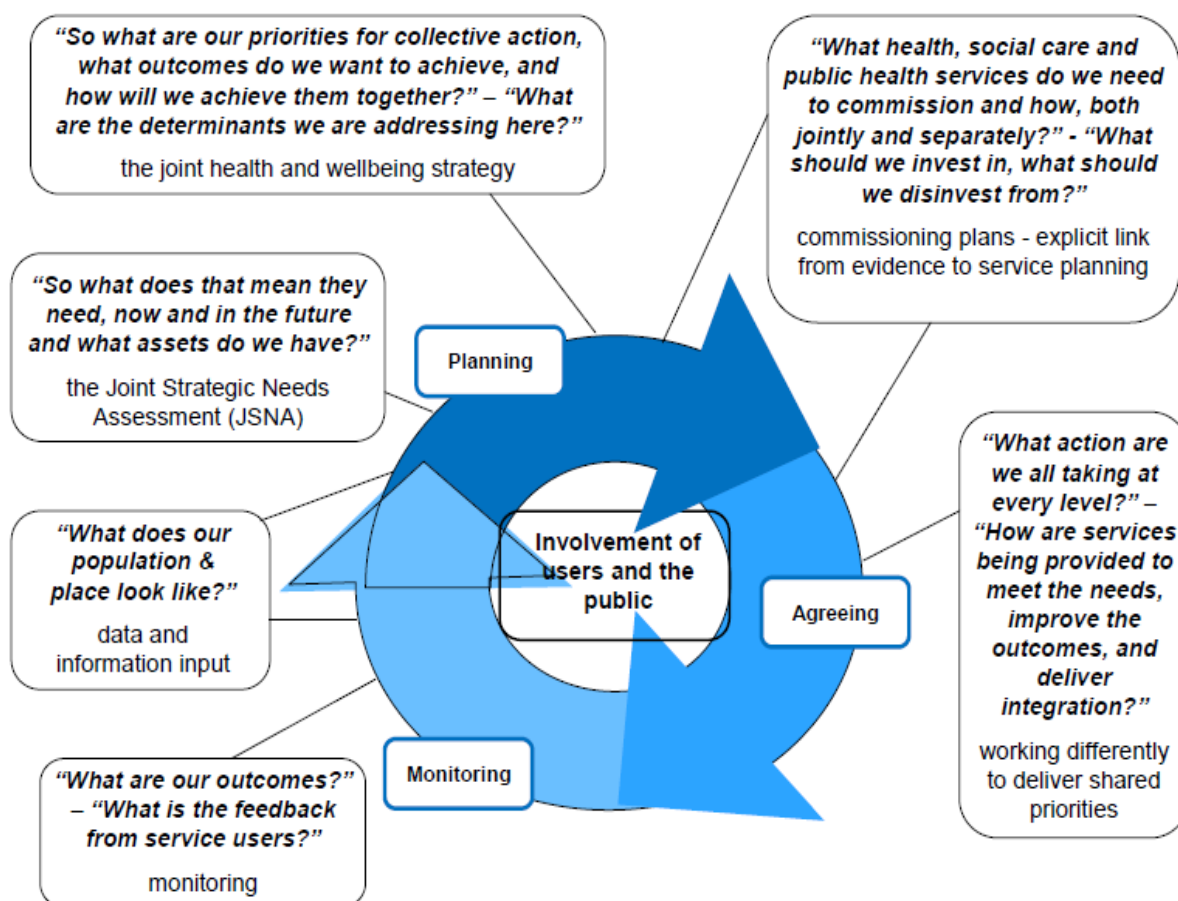 “So what are our priorities for collective action,
what outcomes do we want to achieve, and
how will we achieve them together?” – “What
are the determinants we are addressing here?”
the joint health and wellbeing strategy
“What health, social care and
public health services do we need
to commission and how, both
jointly and separately?” - “What
should we invest in, what should
we disinvest from?”
commissioning plans - explicit link
from evidence to service planning
“So what does that mean they
need, now and in the future
and what assets do we have?”
the Joint Strategic Needs
Assessment (JSNA)
Planning
“What action are
we all taking at
every level?” –
“How are services
being provided to
meet the needs,
improve the
outcomes, and
deliver
integration?”
working differently
to deliver shared
priorities
“What does our
population &
place look like?”
data and
information input
Involvement of
users and the
public
Agreeing
Monitoring
“What are our outcomes?”
– “What is the feedback
from service users?”
monitoring